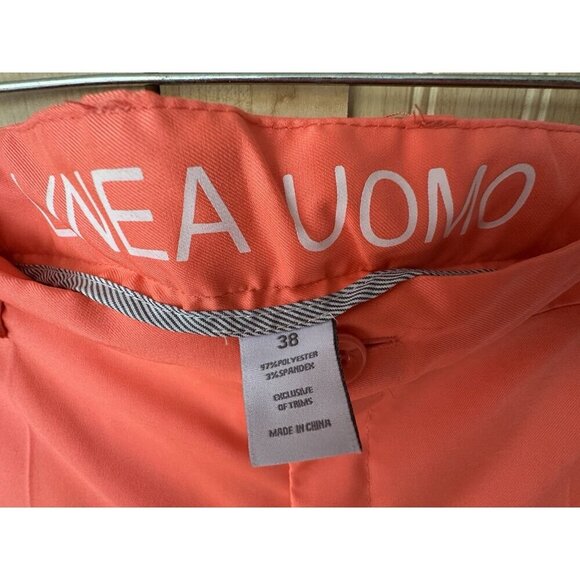 LINEA UOMO
38
97%POLYESTER
3%SPANDEX
EXCLUSIVE
OF TRIMS
MADE IN CHINA